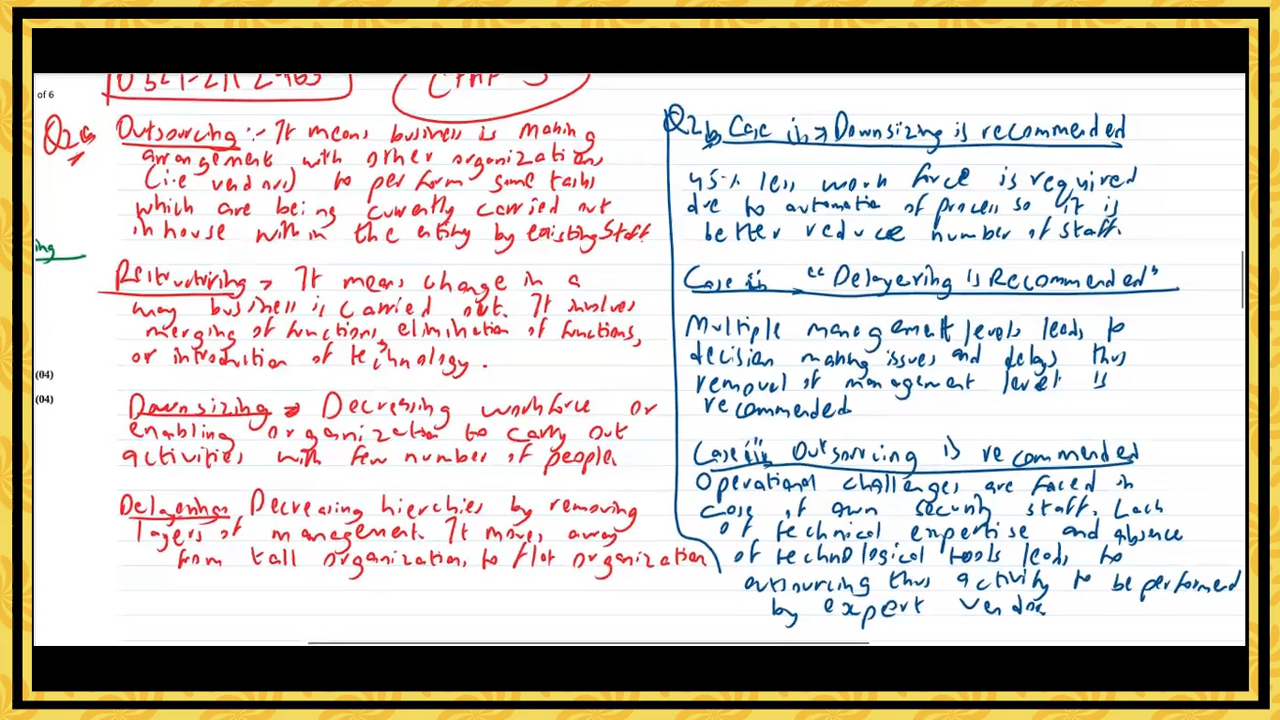 of 6
Q2a
Outsourcing :- It means business is making
arrangement with other organizations
(i.e vendors) to perform some tasks
which are being currently carried out
inhouse within the entity by existing Staff
ing
Restructuring → It means change in a
way business is carried out. It involves
merging of functions, elimination of functions,
or introduction of technology.
(04)
(04)
Downsizing → Decreasing workforce or
enabling organization to carry out
activities with few number of people
Delayering Decreasing hierchies by removing
layers of management. It moves away
from tall organization, to flat organization
Q2 b Case i → Downsizing is recommended
45% less work force is required
due to automation of process so it is
better reduce number of staff.
Case ii → "Delayering is Recommended"
Multiple management levels leads to
decision making issues and delays thus
removal of management level is
recommended
Case iii Outsourcing is recommended
Operational challenges are faced in
case of own security staff. Lack
of technical expertise and absence
of technological tools leads to
outsourcing thus activity to be performed
by expert vendor